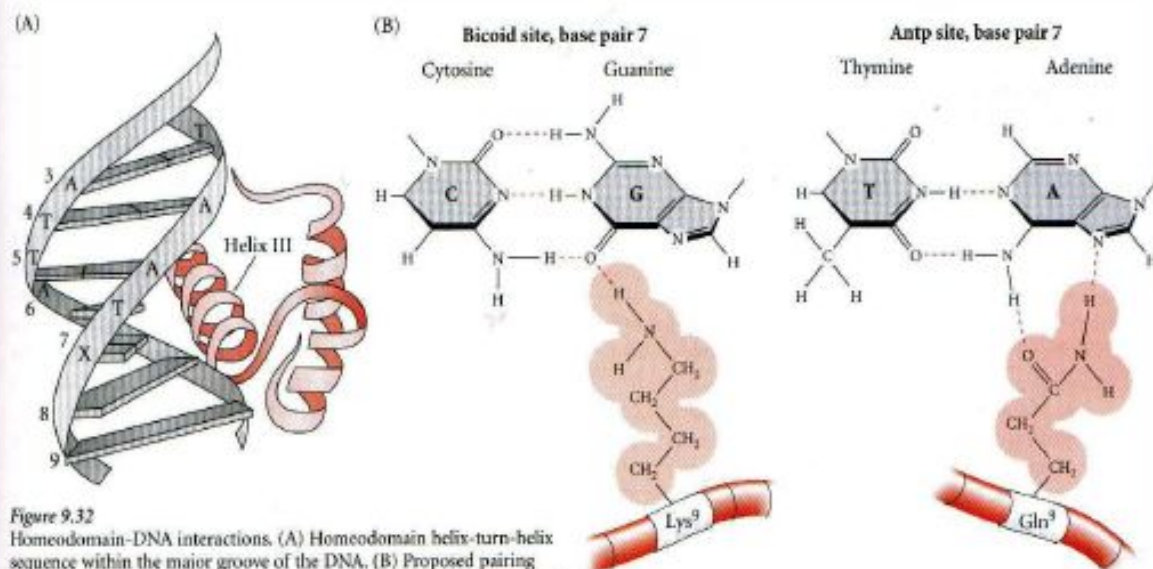 (A)
3
4
5
6
7
8
9
T
A
T
A
T
A
A
T
X
Helix III
(B)
Bicoid site, base pair 7
Cytosine Guanine
H
O H N
N N
C N H N G N
H N
H N H O H
H
H N
H CH₂
CH₂
CH₂
CH₂
Lys⁹
Antp site, base pair 7
Thymine Adenine
O H
N N
T N H N A N
H N
H C O H N H
H H H
H
O N
C H
CH₂
CH₂
Gln⁹
Figure 9.32
Homeodomain-DNA interactions. (A) Homeodomain helix-turn-helix
sequence within the major groove of the DNA. (B) Proposed pairing